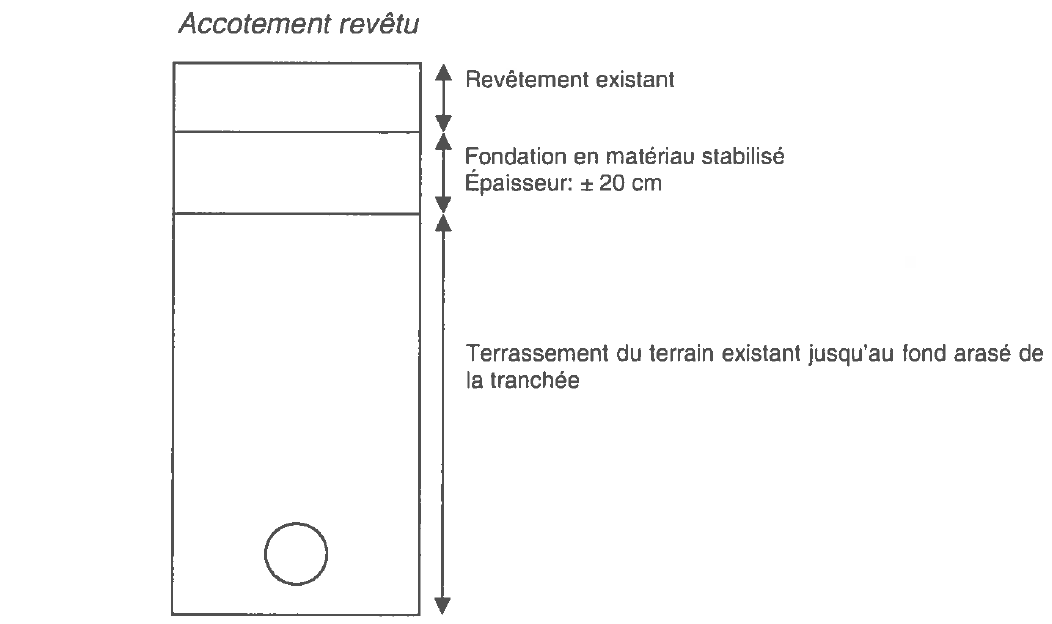 Accotement revêtu
Revêtement existant
Fondation en matériau stabilisé
Épaisseur: ± 20 cm
Terrassement du terrain existant jusqu'au fond arasé de
la tranchée